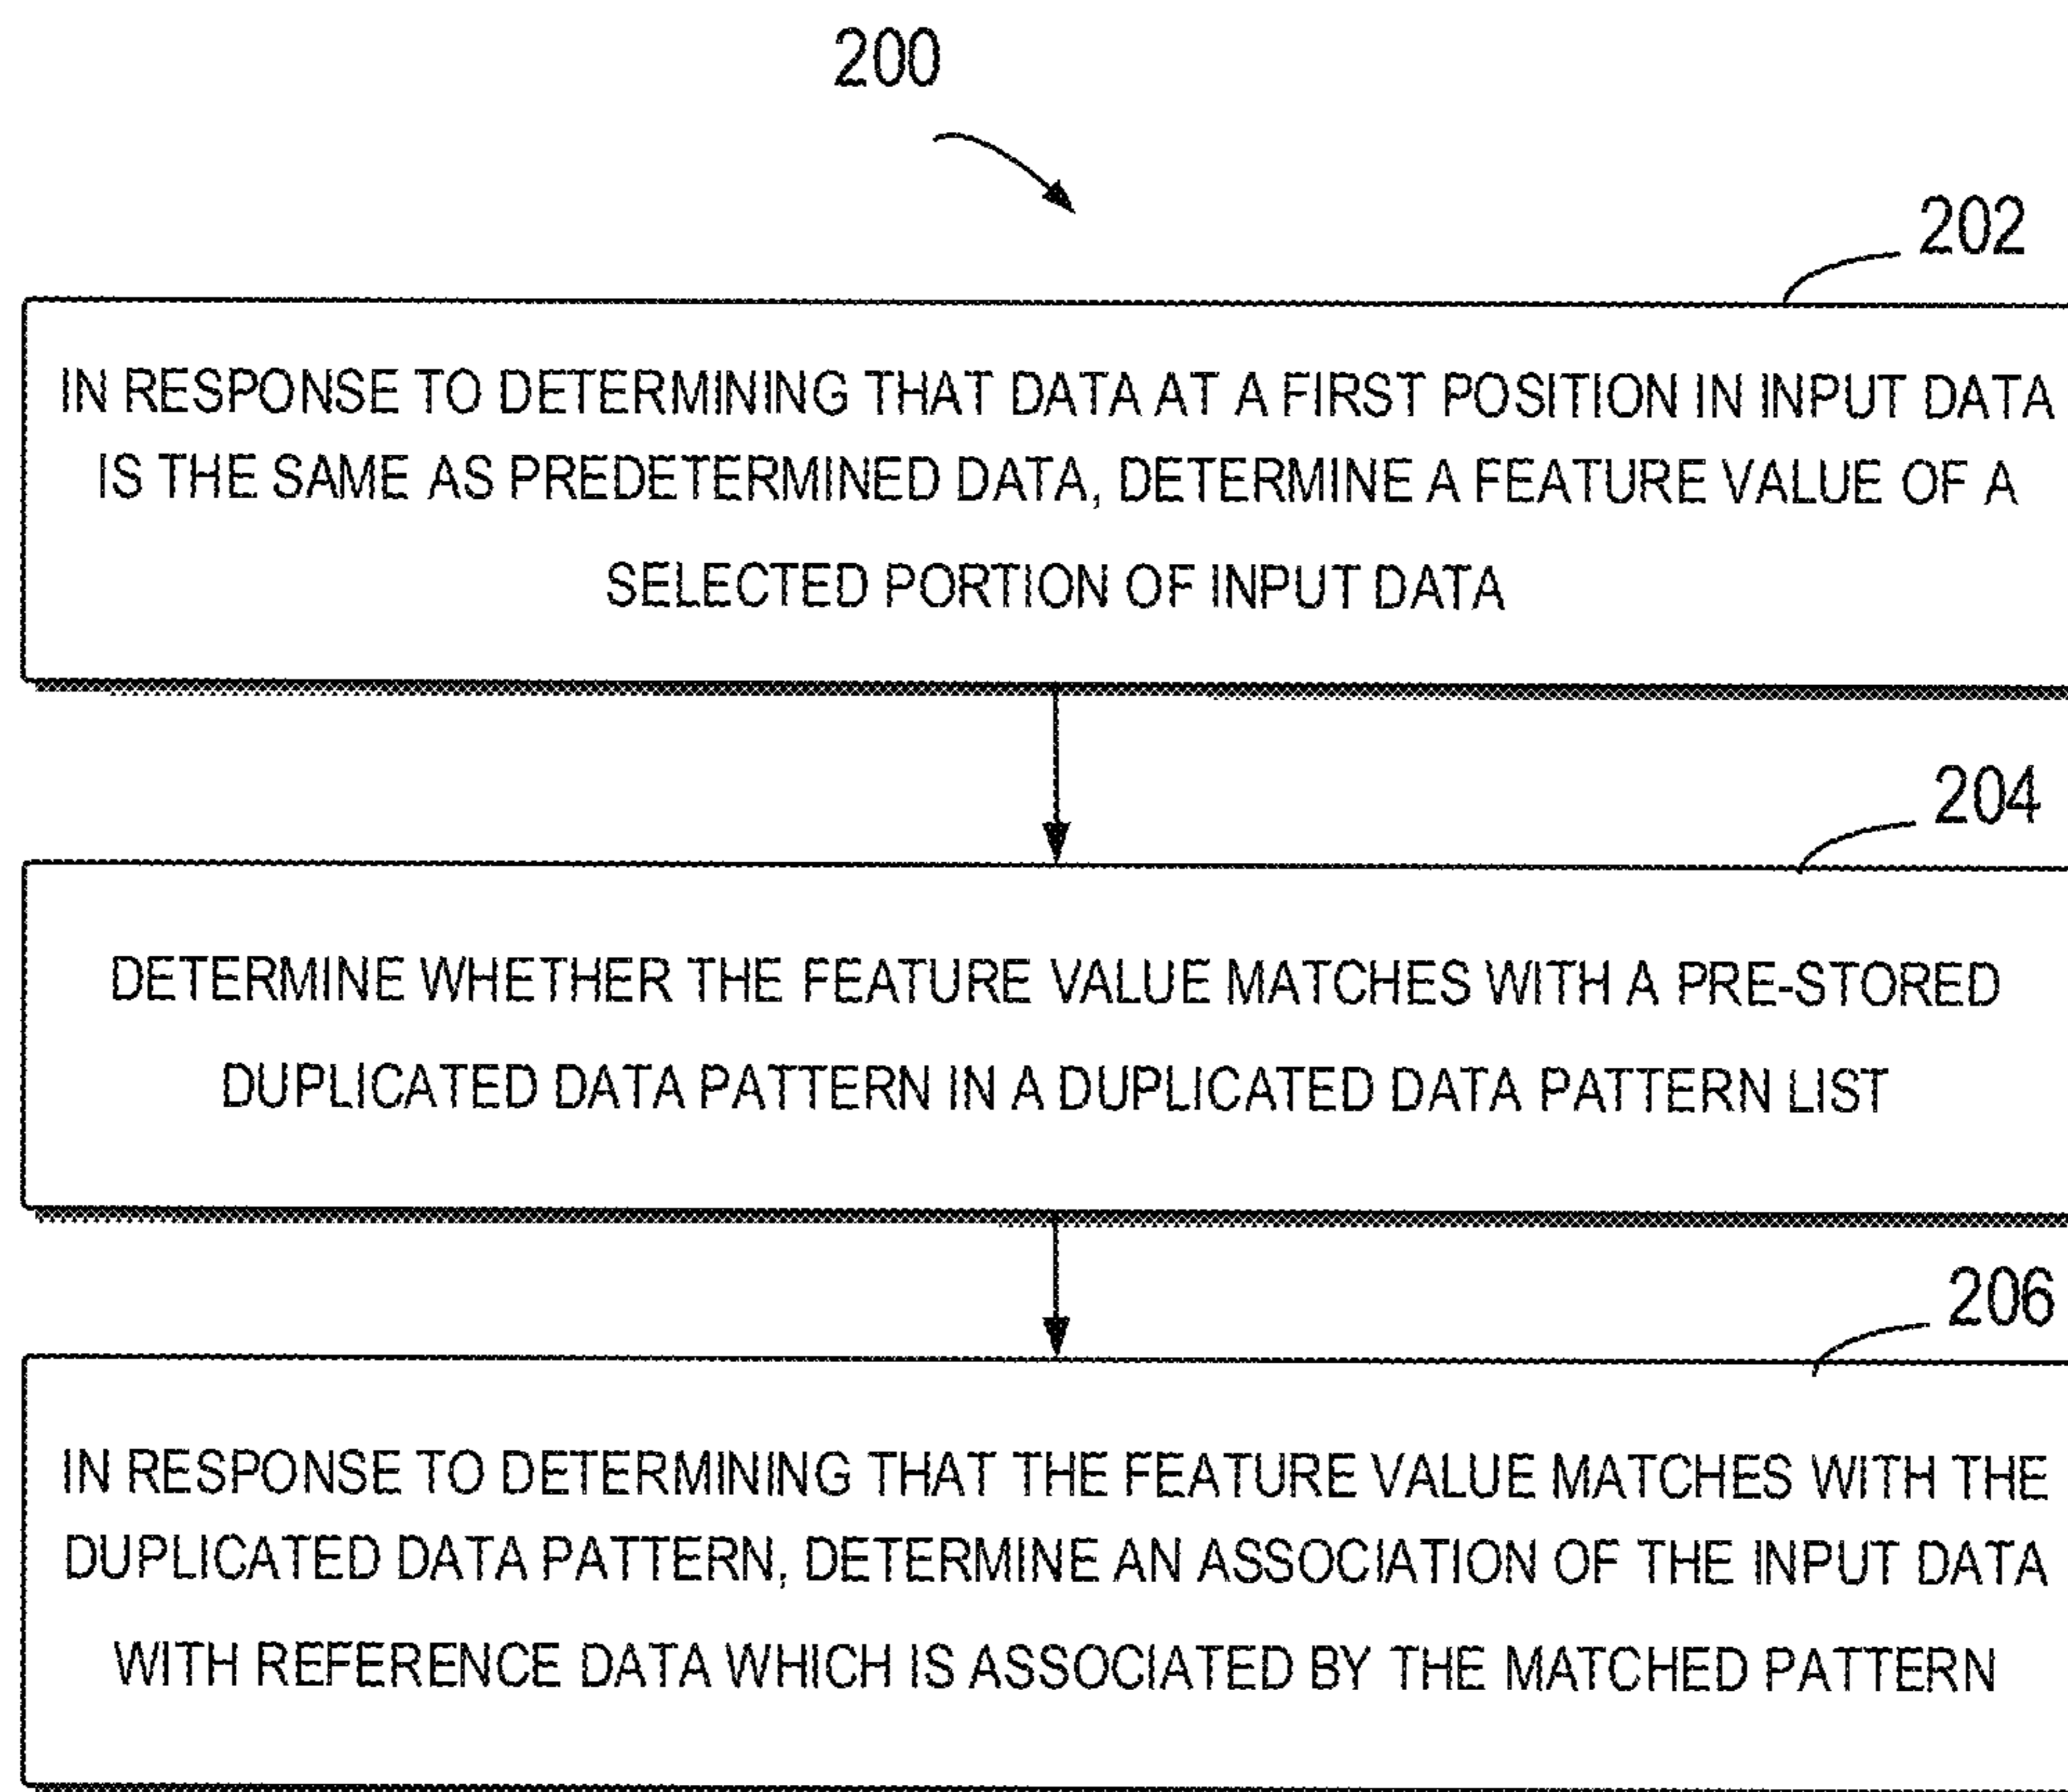 200
202
IN RESPONSE TO DETERMINING THAT DATA AT A FIRST POSITION IN INPUT DATA
IS THE SAME AS PREDETERMINED DATA, DETERMINE A FEATURE VALUE OF A
SELECTED PORTION OF INPUT DATA
204
DETERMINE WHETHER THE FEATURE VALUE MATCHES WITH A PRE-STORED
DUPLICATED DATA PATTERN IN A DUPLICATED DATA PATTERN LIST
206
IN RESPONSE TO DETERMINING THAT THE FEATURE VALUE MATCHES WITH THE
DUPLICATED DATA PATTERN, DETERMINE AN ASSOCIATION OF THE INPUT DATA
WITH REFERENCE DATA WHICH IS ASSOCIATED BY THE MATCHED PATTERN